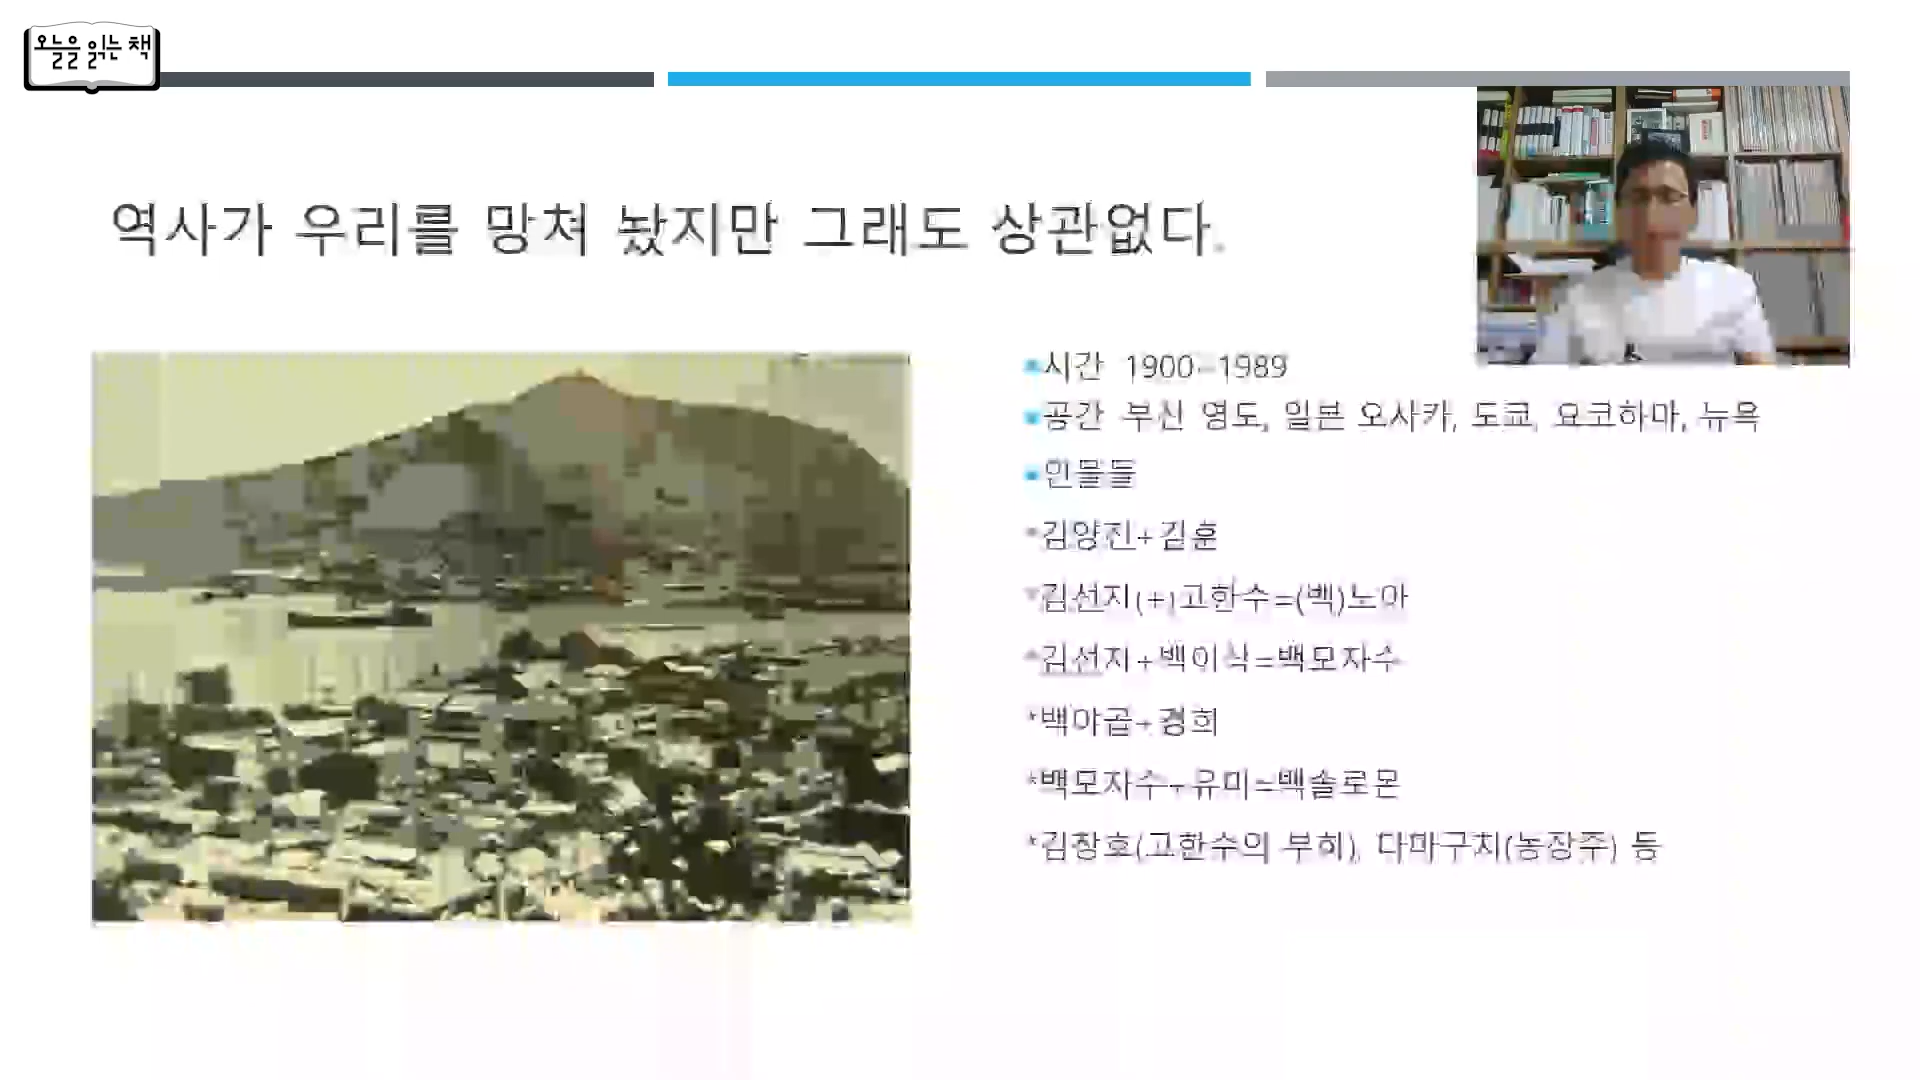 오늘을 읽는 책
역사가 우리를 망쳐 놨지만 그래도 상관없다.
시간 1900-1989
공간 부산 영도, 일본 오사카, 도쿄, 요코하마, 뉴욕
인물들
*김양진+김훈
*김선지(+)고한수=(백)노아
*김선지+백이삭=백모자수
*백야곱+경희
*백모자수+유미=백솔로몬
*김창호(고한수의 부하), 다마구치(농장주) 등